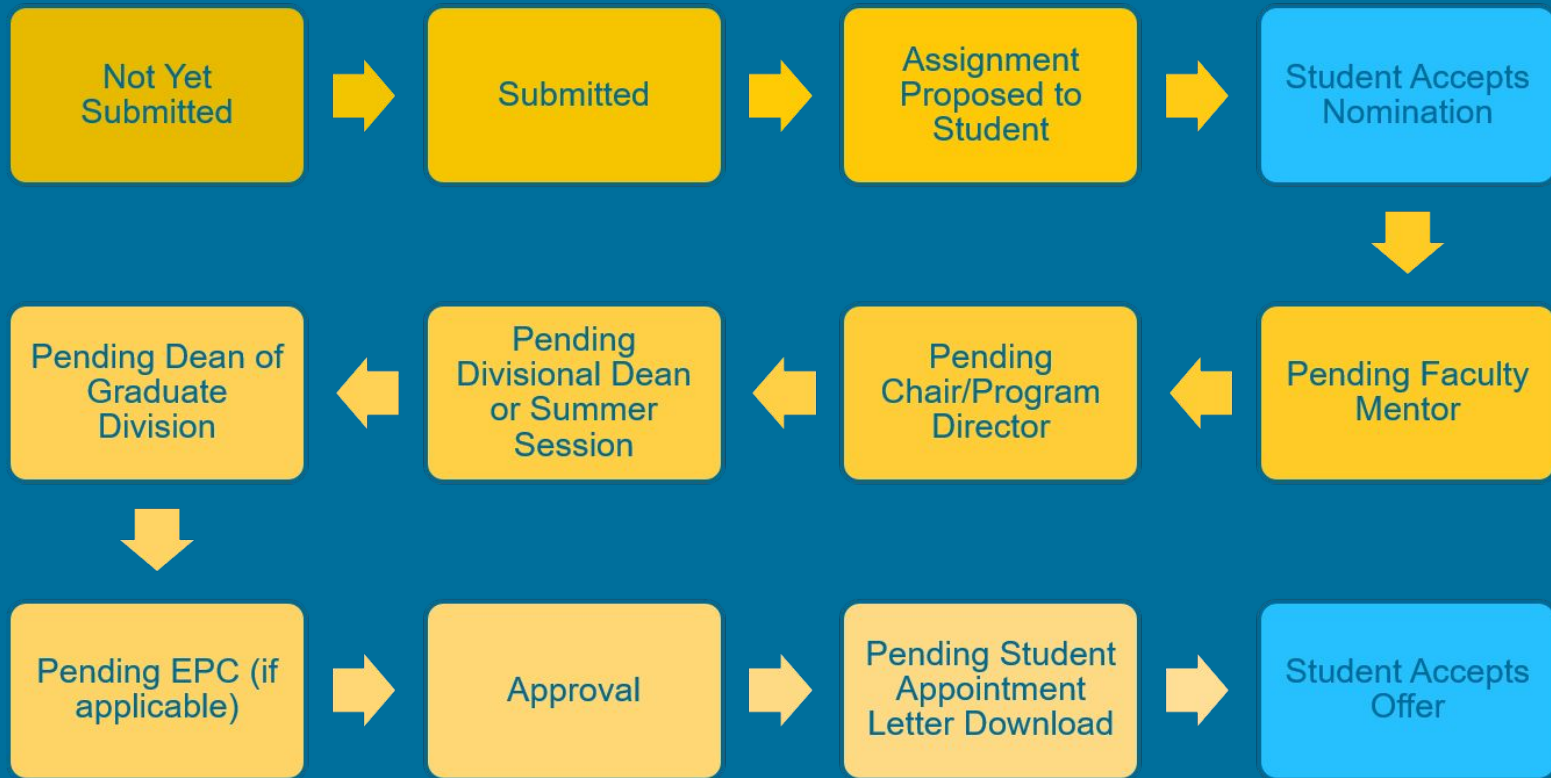 Not Yet
Submitted
Submitted
Assignment
Proposed to
Student
Student Accepts
Nomination
Pending Faculty
Mentor
Pending
Chair/Program
Director
Pending
Divisional Dean
or Summer
Session
Pending Dean of
Graduate
Division
Pending EPC (if
applicable)
Approval
Pending Student
Appointment
Letter Download
Student Accepts
Offer